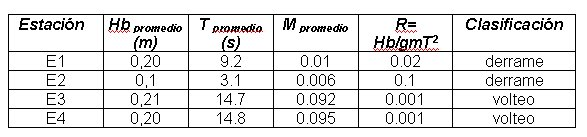 Estación Hb promedio (m) T promedio (s) M promedio R= Hb/gmT² Clasificación
E1 0,20 9.2 0.01 0.02 derrame
E2 0,1 3.1 0.006 0.1 derrame
E3 0,21 14.7 0.092 0.001 volteo
E4 0,20 14.8 0.095 0.001 volteo